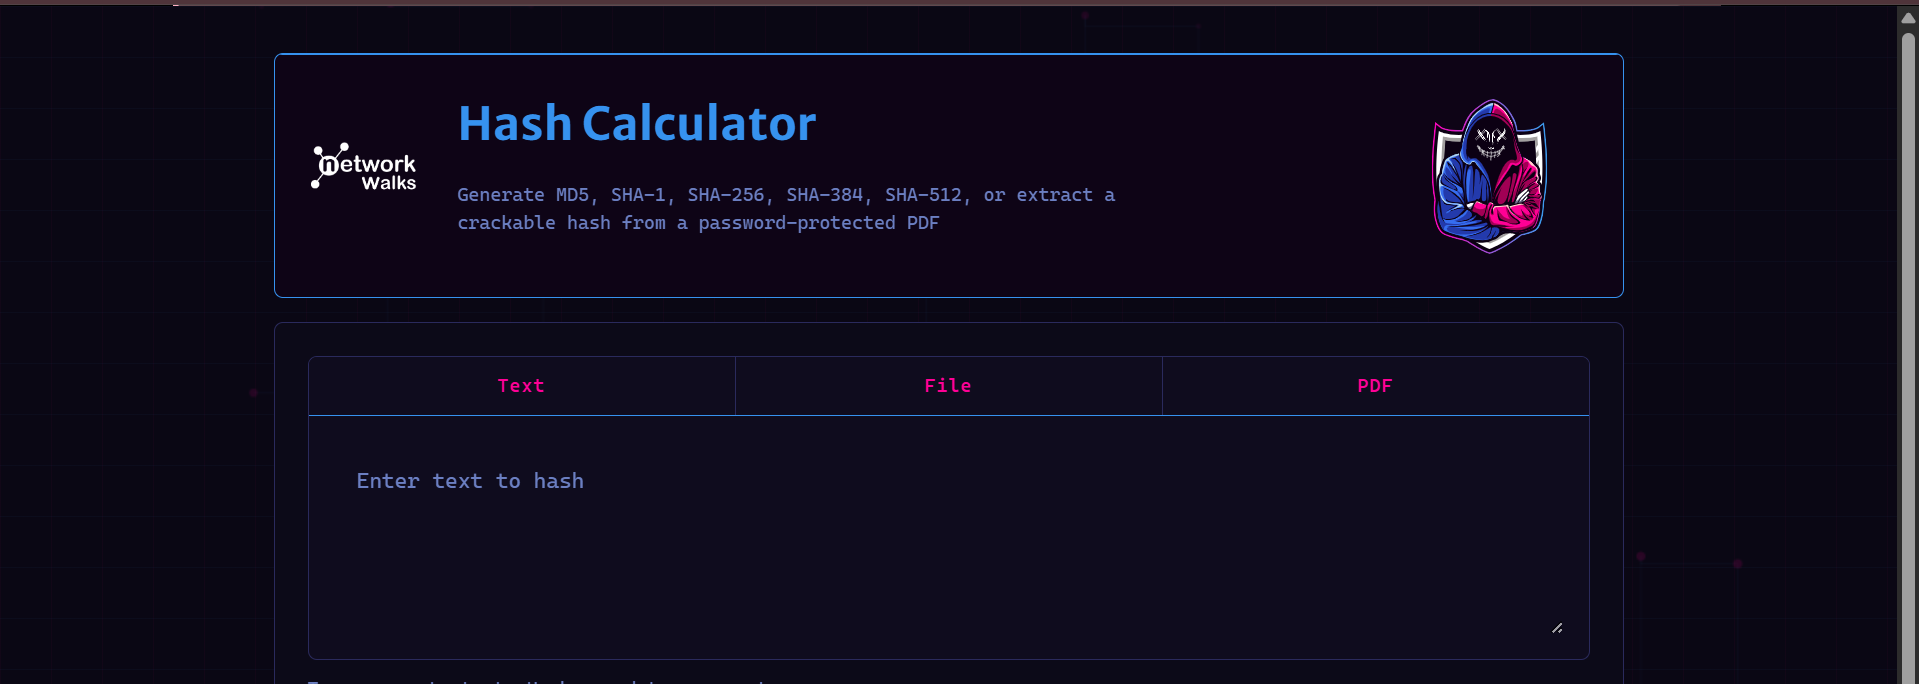 network
Walks
Hash Calculator
Generate MD5, SHA-1, SHA-256, SHA-384, SHA-512, or extract a
crackable hash from a password-protected PDF
Text
File
PDF
Enter text to hash